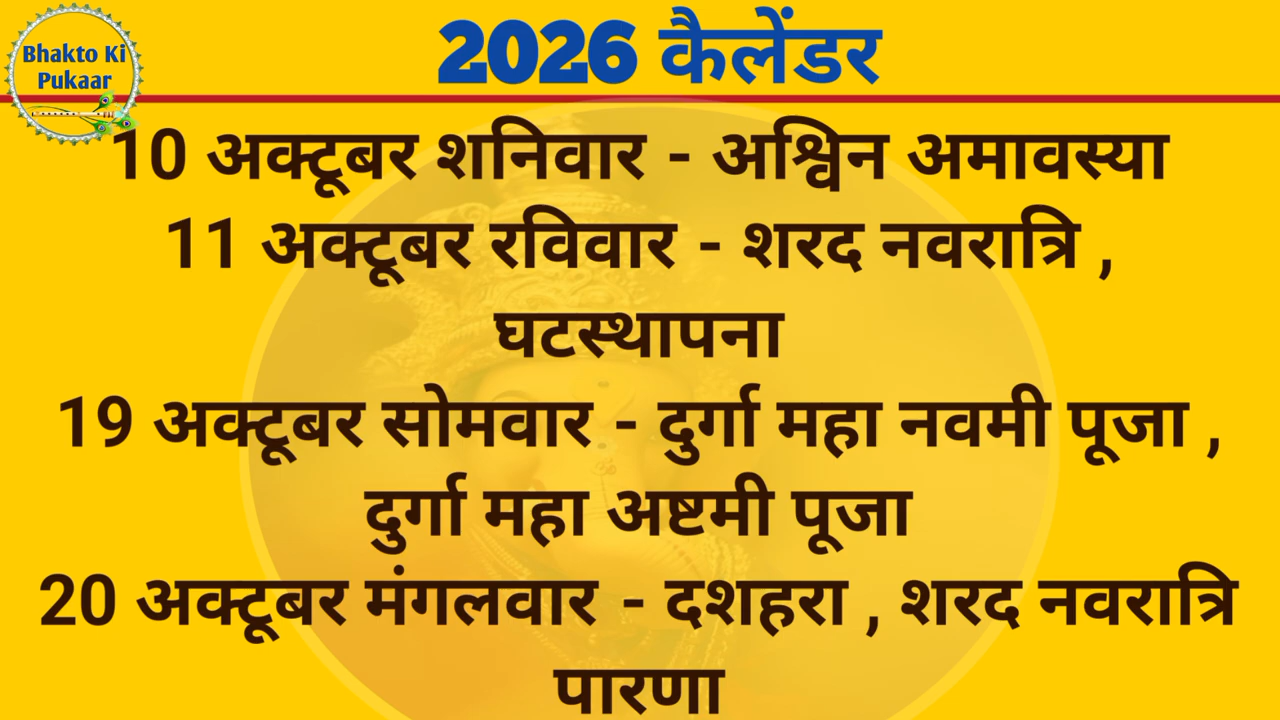 Bhakto Ki
Pukaar
2026 कैलेंडर
10 अक्टूबर शनिवार - अश्विन अमावस्या
11 अक्टूबर रविवार - शरद नवरात्रि ,
घटस्थापना
19 अक्टूबर सोमवार - दुर्गा महा नवमी पूजा ,
दुर्गा महा अष्टमी पूजा
20 अक्टूबर मंगलवार - दशहरा , शरद नवरात्रि
पारणा